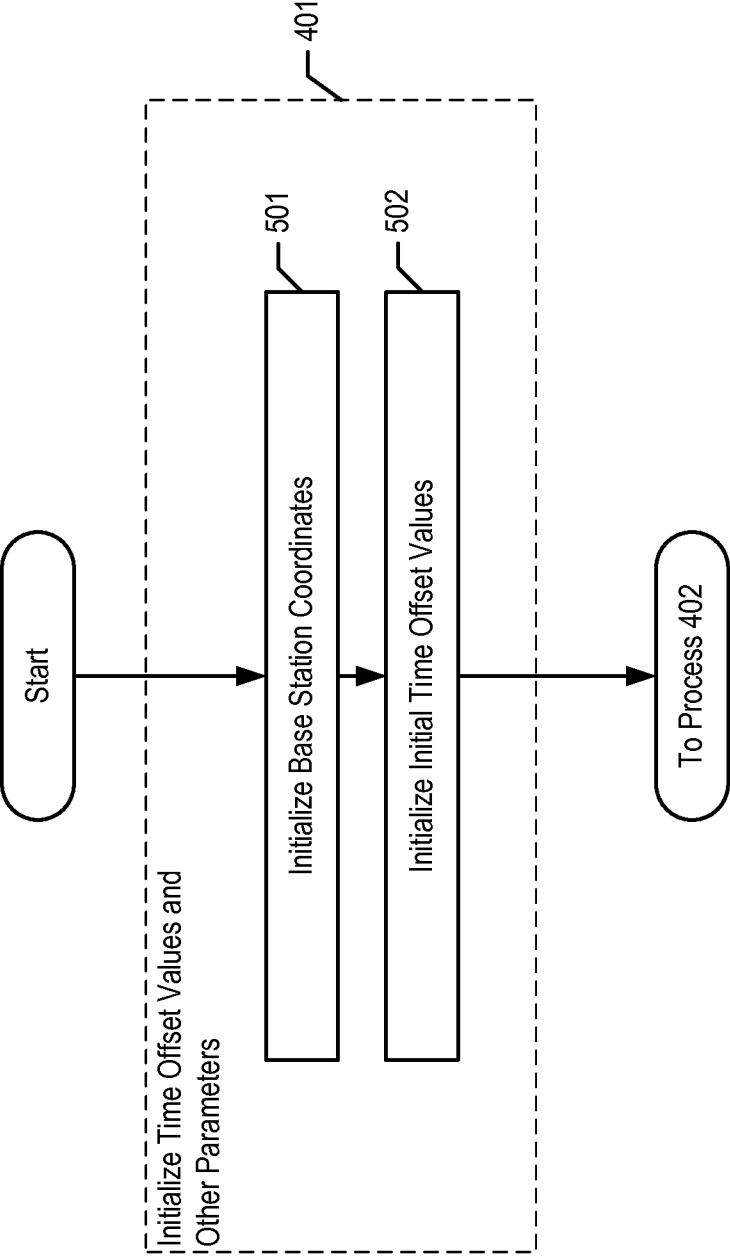 Start
401
Initialize Time Offset Values and
Other Parameters
501
Initialize Base Station Coordinates
502
Initialize Initial Time Offset Values
To Process 402